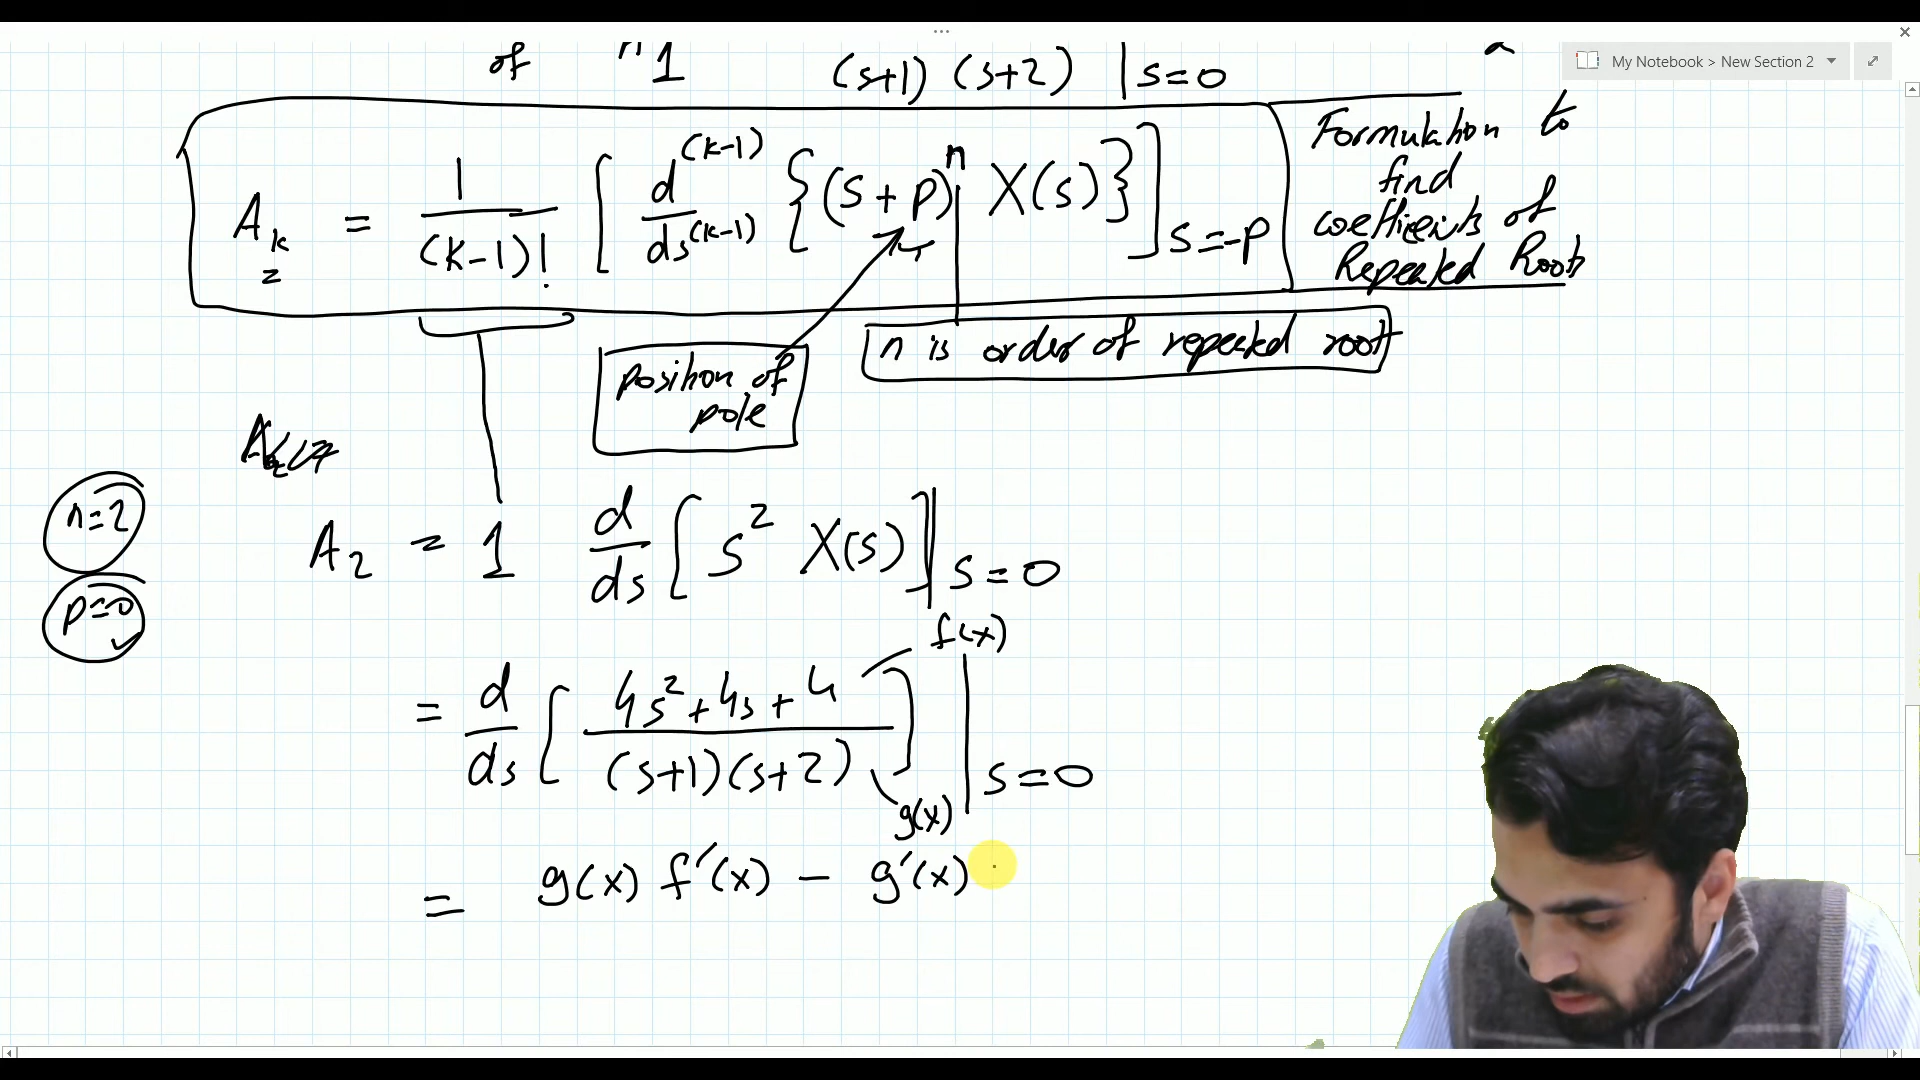 of n 1 (s+1) (s+2) | s=0
My Notebook > New Section 2
A_k = 1/(k-1)! [ d^(k-1)/ds^(k-1) { (s+p)^n X(s) } ] s=-p
Formulation to
find
coefficients of
Repeated Roots
position of
pole
n is order of repeated root
n=2
p=0
A_2 = 1 d/ds [ s^2 X(s) ] | s=0
f(x)
= d/ds [ (4s^2+4s+4)/((s+1)(s+2)) ] | s=0
g(x)
= g(x) f'(x) - g'(x)